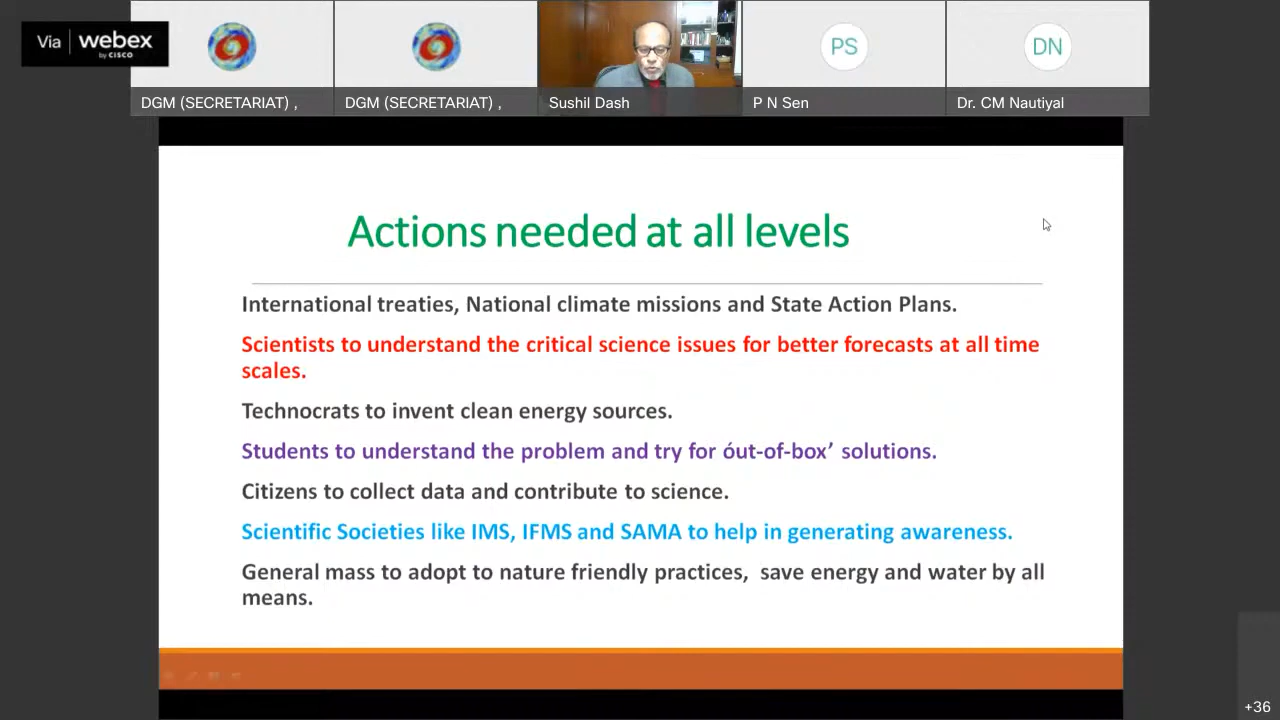 Via webex
by CISCO
PS
DN
DGM (SECRETARIAT) ,
DGM (SECRETARIAT) ,
Sushil Dash
P N Sen
Dr. CM Nautiyal
Actions needed at all levels
International treaties, National climate missions and State Action Plans.
Scientists to understand the critical science issues for better forecasts at all time
scales.
Technocrats to invent clean energy sources.
Students to understand the problem and try for óut-of-box’ solutions.
Citizens to collect data and contribute to science.
Scientific Societies like IMS, IFMS and SAMA to help in generating awareness.
General mass to adopt to nature friendly practices,  save energy and water by all
means.
+36